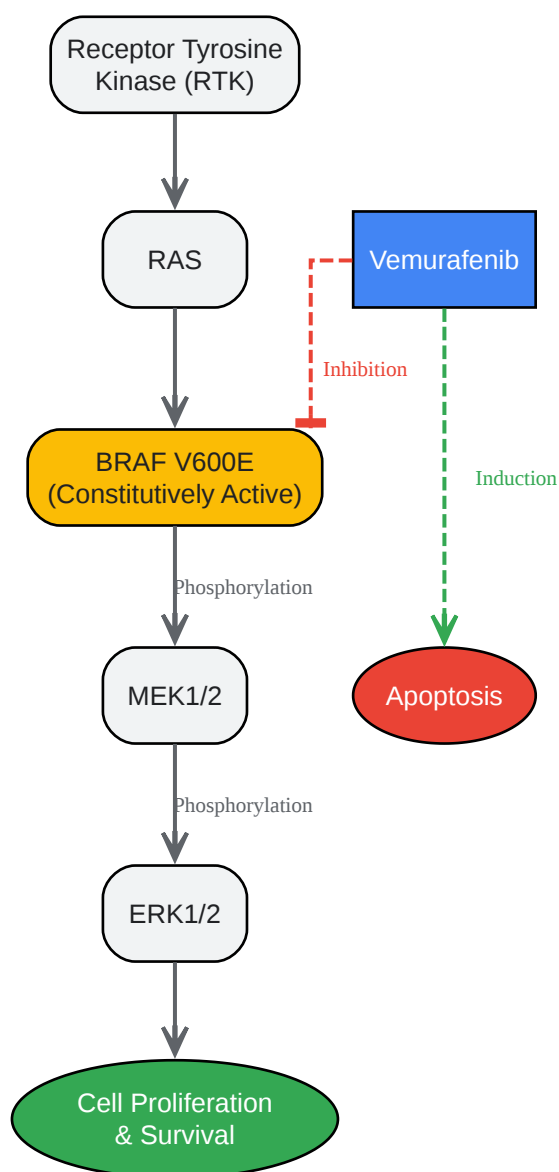 Receptor Tyrosine
Kinase (RTK)
RAS
Vemurafenib
Inhibition
BRAF V600E
(Constitutively Active)
Induction
Phosphorylation
MEK1/2
Apoptosis
Phosphorylation
ERK1/2
Cell Proliferation
& Survival